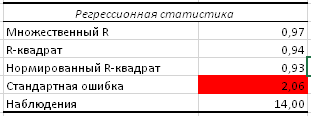 Регрессионная статистика
Множественный R 0,97
R-квадрат 0,94
Нормированный R-квадрат 0,93
Стандартная ошибка 2,06
Наблюдения 14,00